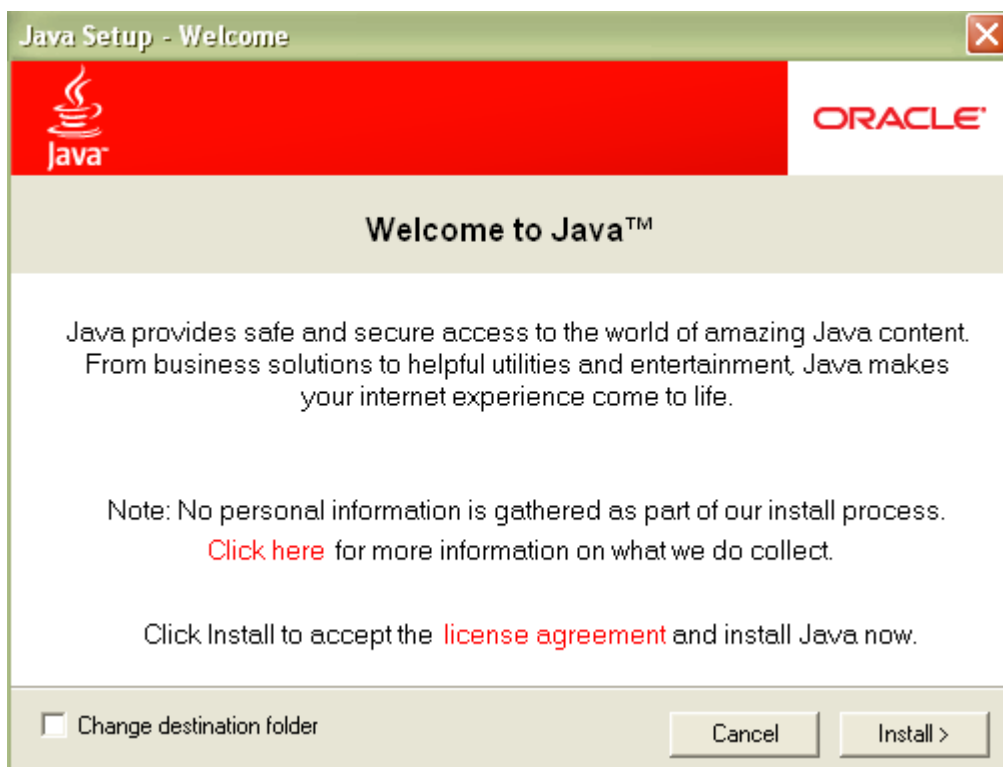 Java Setup - Welcome
Java™
ORACLE®
Welcome to Java™
Java provides safe and secure access to the world of amazing Java content.
From business solutions to helpful utilities and entertainment, Java makes
your internet experience come to life.
Note: No personal information is gathered as part of our install process.
Click here for more information on what we do collect.
Click Install to accept the license agreement and install Java now.
Change destination folder
Cancel
Install >